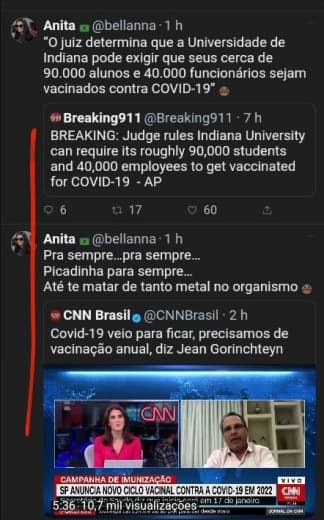 Anita @bellanna · 1 h
"O juiz determina que a Universidade de
Indiana pode exigir que seus cerca de
90.000 alunos e 40.000 funcionários sejam
vacinados contra COVID-19"
Breaking911 @Breaking911 · 7 h
BREAKING: Judge rules Indiana University
can require its roughly 90,000 students
and 40,000 employees to get vaccinated
for COVID-19 - AP
6 17 60
Anita @bellanna · 1 h
Pra sempre...pra sempre...
Picadinha para sempre...
Até te matar de tanto metal no organismo
CNN Brasil @CNNBrasil · 2 h
Covid-19 veio para ficar, precisamos de
vacinação anual, diz Jean Gorinchteyn
CNN
CAMPANHA DE IMUNIZAÇÃO
SP ANUNCIA NOVO CICLO VACINAL CONTRA A COVID-19 EM 2022
VIVO
CNN
5:36 10,7 mil visualizações
em 17 de janeiro
JORNAL DA CNN